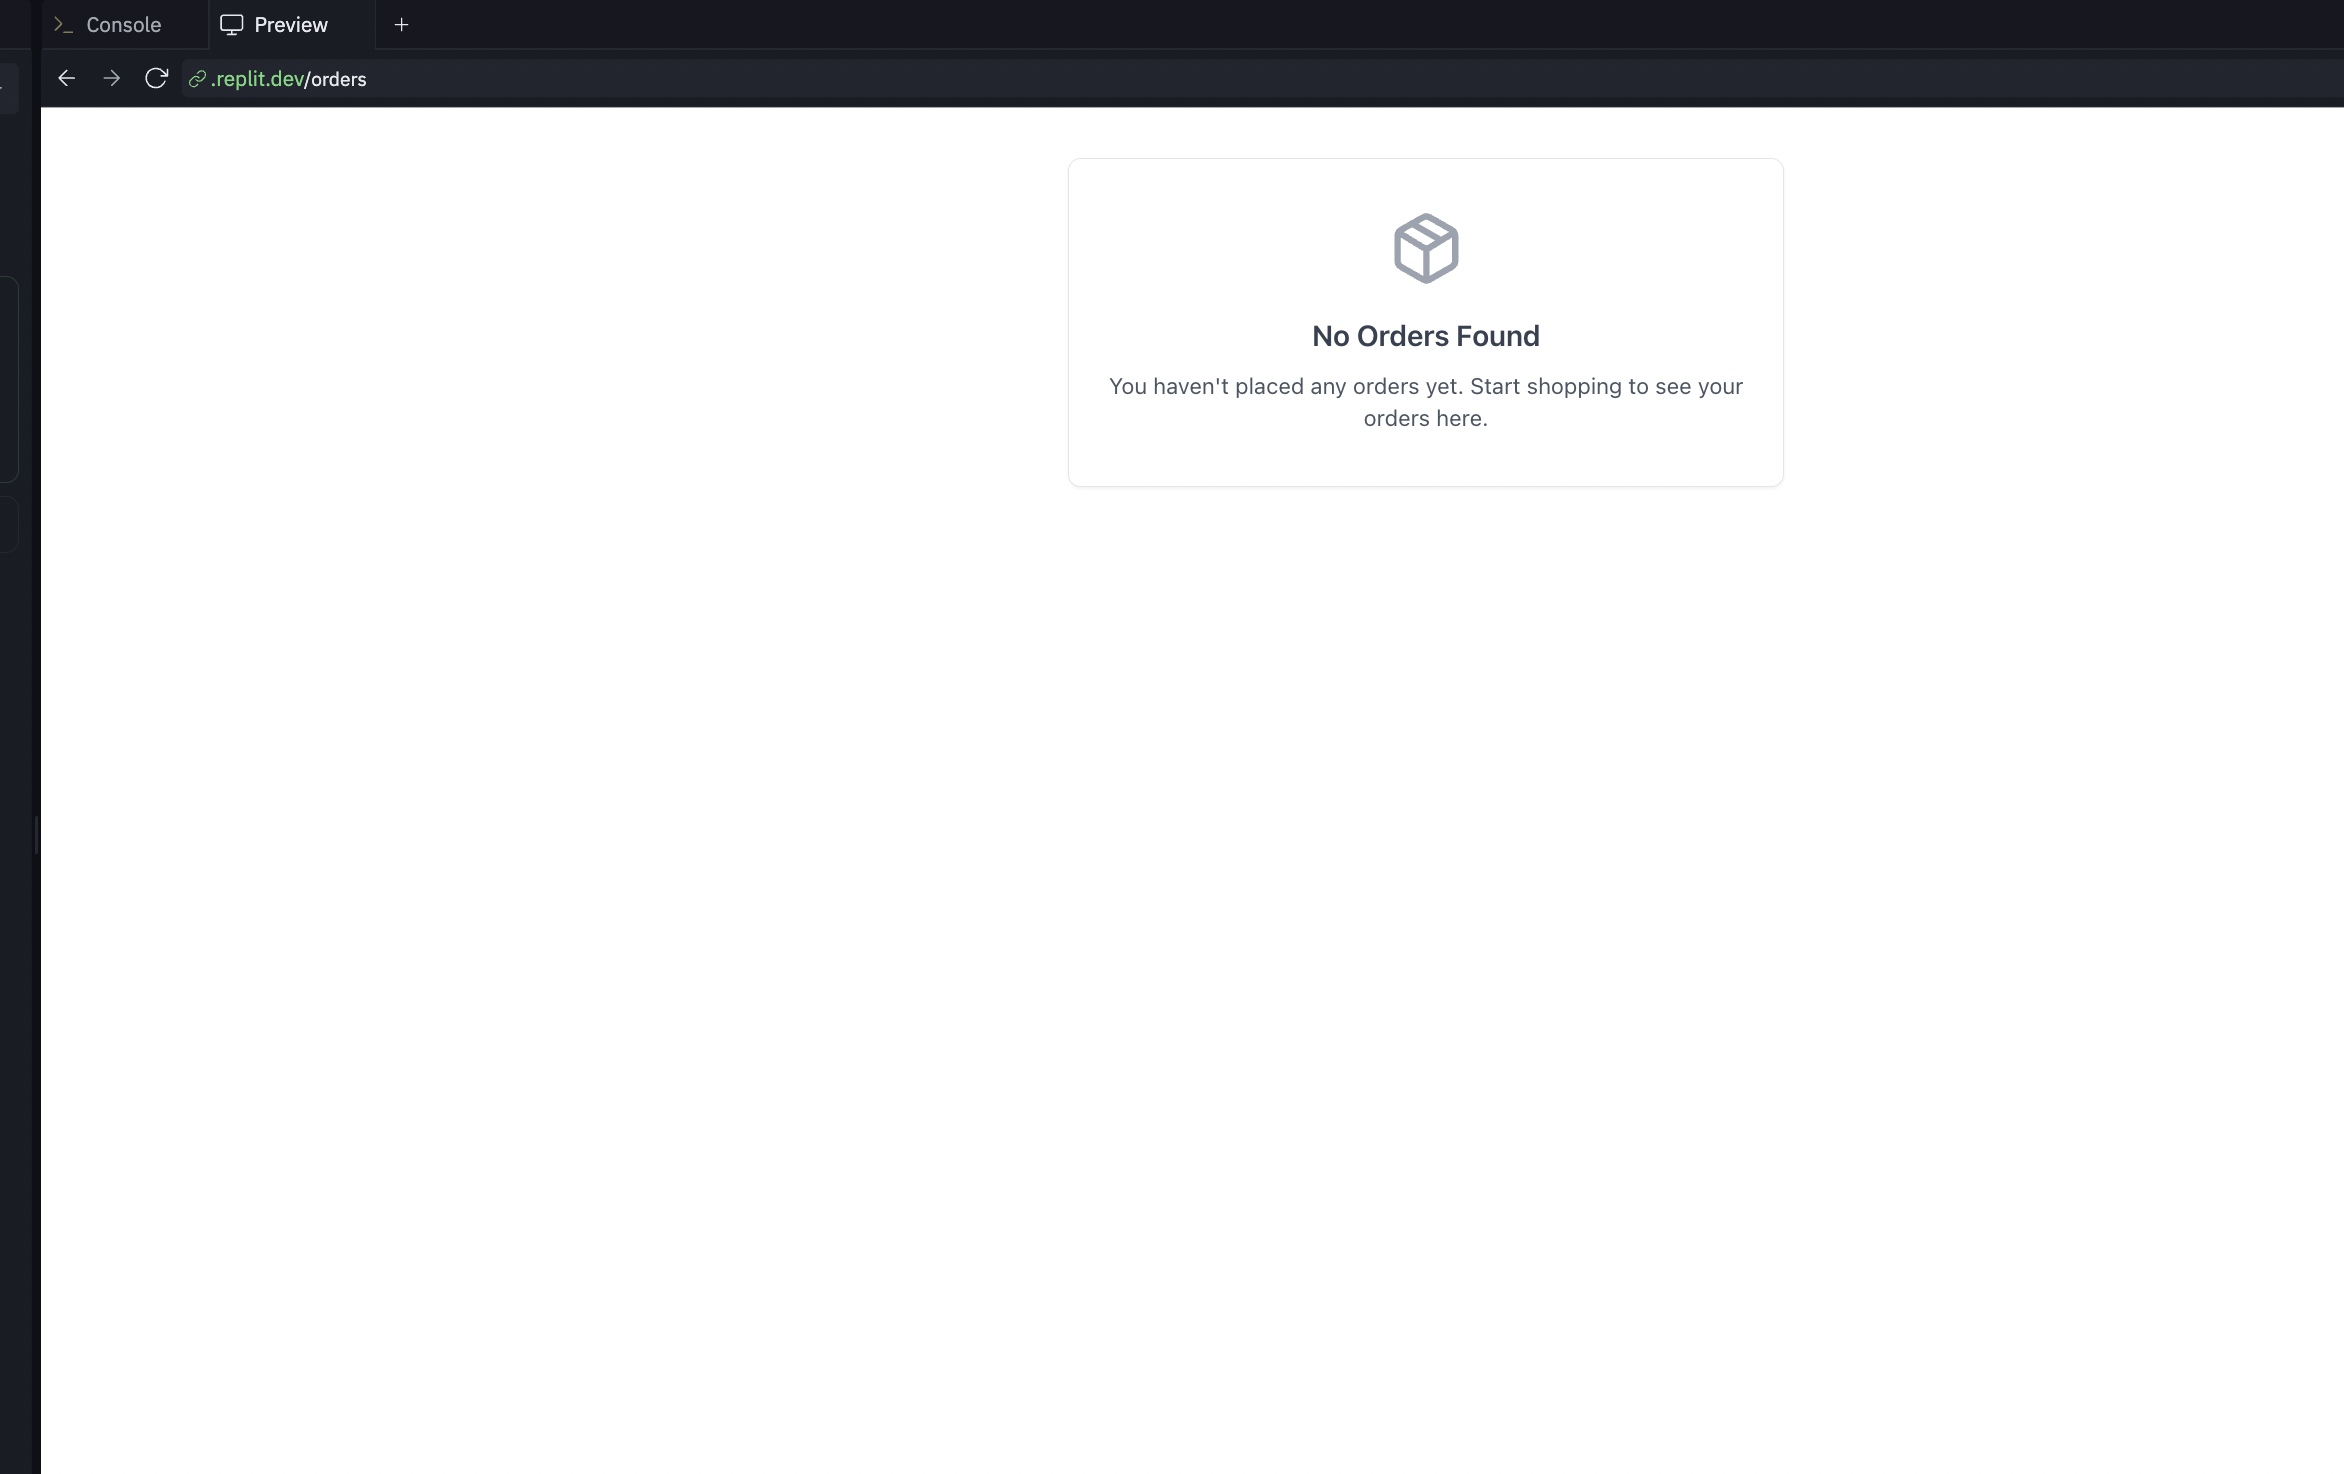 Console
Preview
.replit.dev/orders
No Orders Found
You haven't placed any orders yet. Start shopping to see your
orders here.